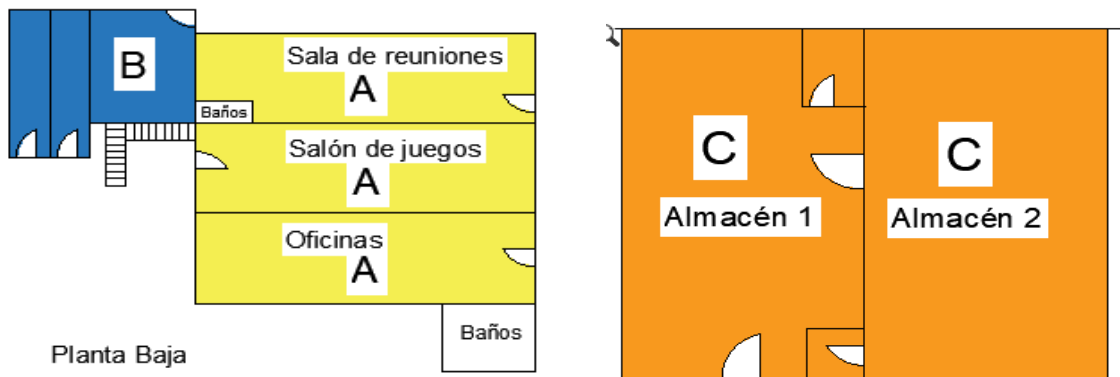 B
Sala de reuniones
A
Baños
Salón de juegos
A
Oficinas
A
Baños
Planta Baja
C
Almacén 1
C
Almacén 2